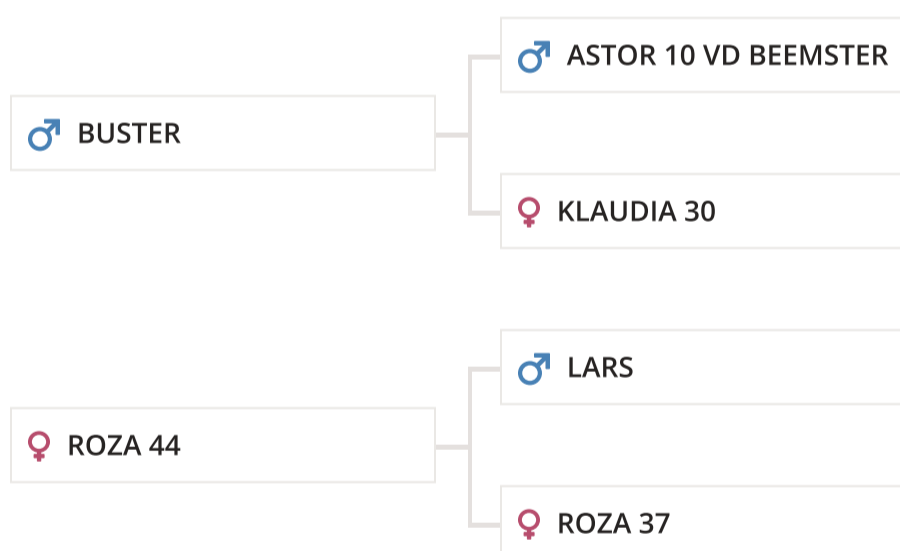 ASTOR 10 VD BEEMSTER
BUSTER
KLAUDIA 30
LARS
ROZA 44
ROZA 37